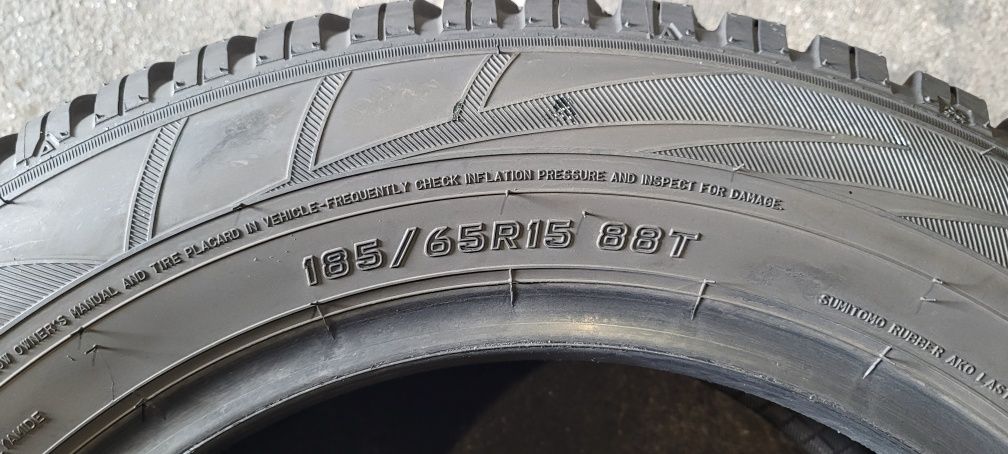 OWNER'S MANUAL AND TIRE PLACARD IN VEHICLE-FREQUENTLY CHECK INFLATION PRESSURE AND INSPECT FOR DAMAGE.
185/65R15 88T
SUMITOMO RUBBER AKO